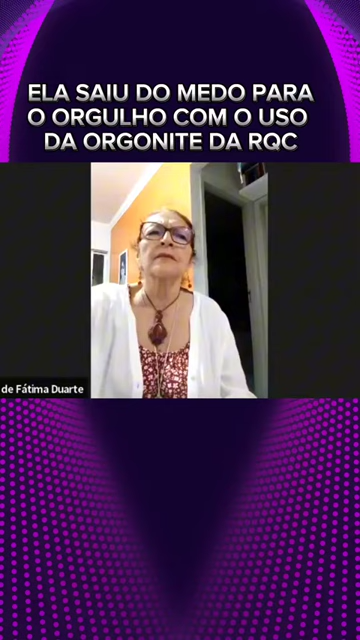 ELA SAIU DO MEDO PARA
O ORGULHO COM O USO
DA ORGONITE DA RQC
de Fátima Duarte